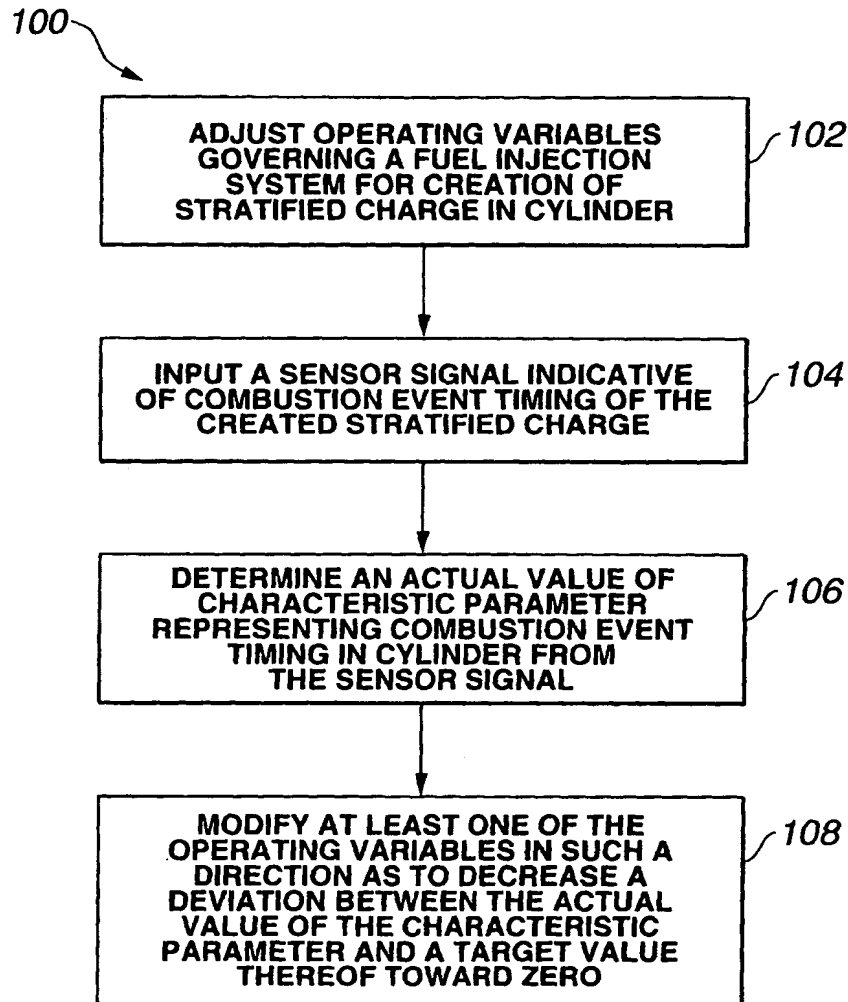 100
ADJUST OPERATING VARIABLES
GOVERNING A FUEL INJECTION
SYSTEM FOR CREATION OF
STRATIFIED CHARGE IN CYLINDER
102
INPUT A SENSOR SIGNAL INDICATIVE
OF COMBUSTION EVENT TIMING OF THE
CREATED STRATIFIED CHARGE
104
DETERMINE AN ACTUAL VALUE OF
CHARACTERISTIC PARAMETER
REPRESENTING COMBUSTION EVENT
TIMING IN CYLINDER FROM
THE SENSOR SIGNAL
106
MODIFY AT LEAST ONE OF THE
OPERATING VARIABLES IN SUCH A
DIRECTION AS TO DECREASE A
DEVIATION BETWEEN THE ACTUAL
VALUE OF THE CHARACTERISTIC
PARAMETER AND A TARGET VALUE
THEREOF TOWARD ZERO
108